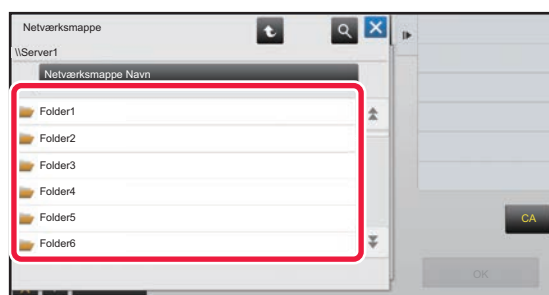 Netværksmappe
\\Server1
Netværksmappe Navn
Folder1
Folder2
Folder3
Folder4
Folder5
Folder6
CA
OK